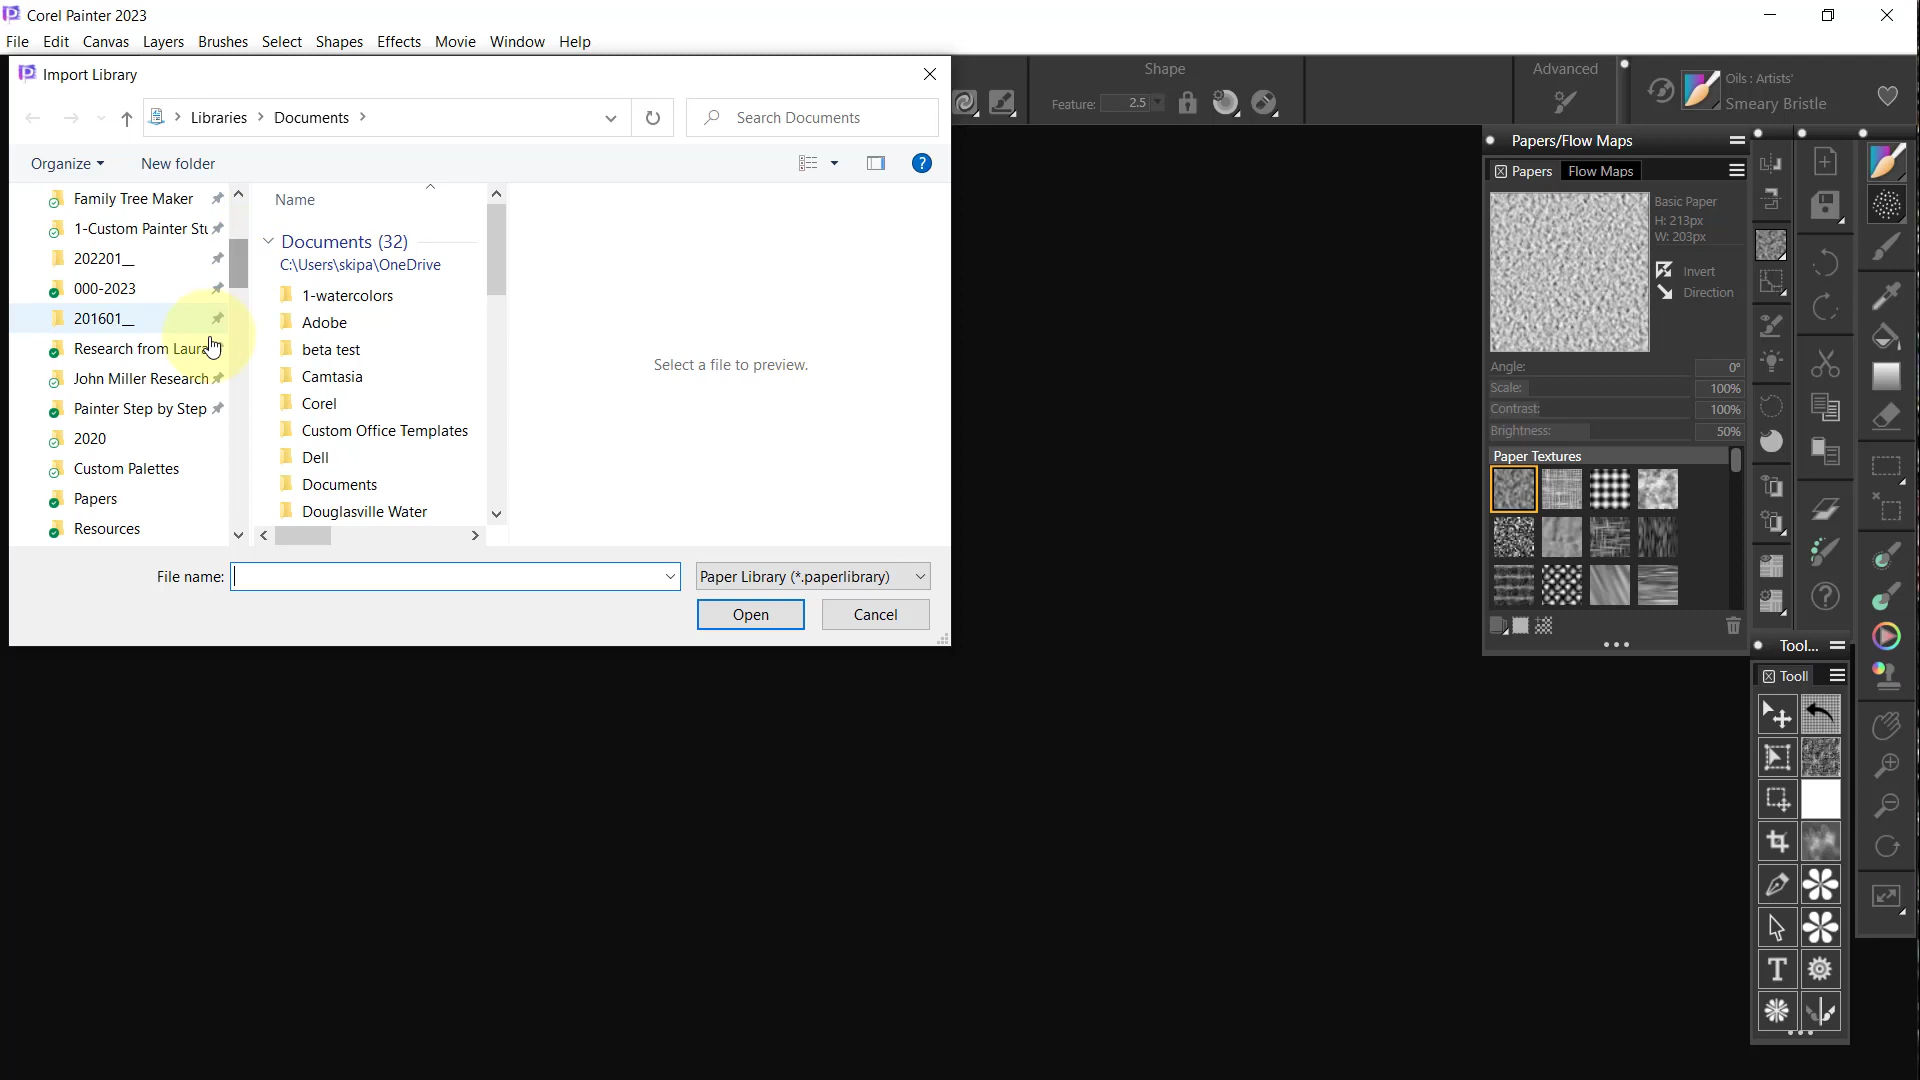 Corel Painter 2023
File Edit Canvas Layers Brushes Select Shapes Effects Movie Window Help
Import Library
Libraries Documents
Search Documents
Organize New folder
Family Tree Maker
1-Custom Painter Stu
202201__
000-2023
201601__
Research from Laura
John Miller Research
Painter Step by Step
2020
Custom Palettes
Papers
Resources
Name
Documents (32)
C:\Users\skipa\OneDrive
1-watercolors
Adobe
beta test
Camtasia
Corel
Custom Office Templates
Dell
Documents
Douglasville Water
Select a file to preview.
File name:
Paper Library (*.paperlibrary)
Open Cancel
Shape
Feature: 2.5
Advanced
Oils : Artists'
Smeary Bristle
Papers/Flow Maps
Papers Flow Maps
Basic Paper
H: 213px
W: 203px
Invert
Direction
Angle: 0°
Scale: 100%
Contrast: 100%
Brightness: 50%
Paper Textures
Tool...
Tooll